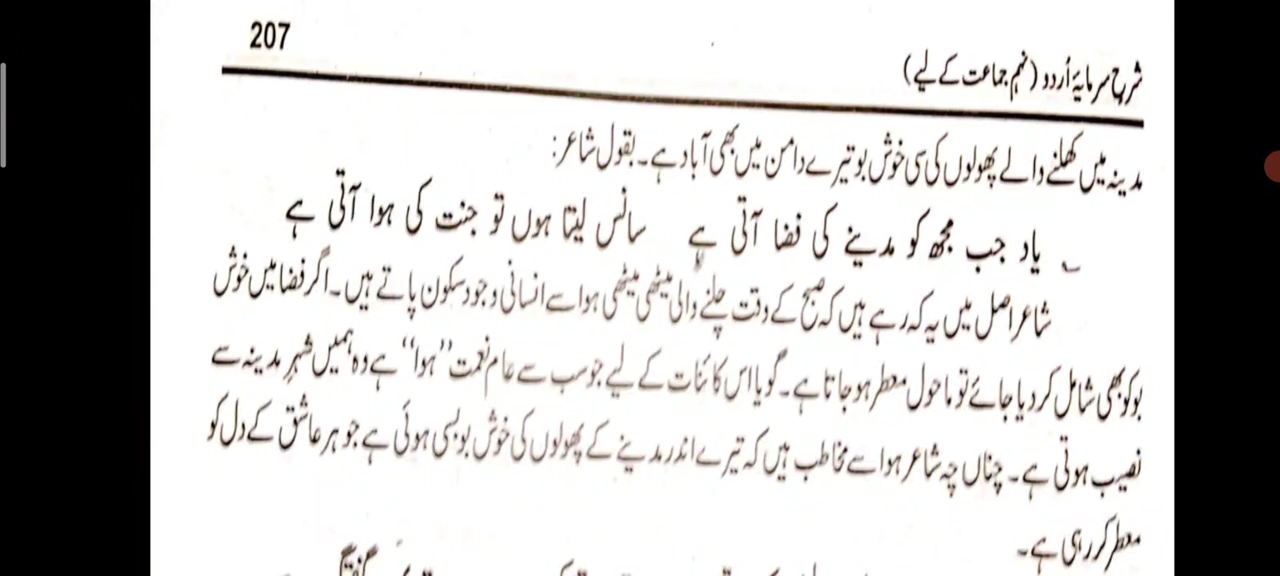 207
شرح سرمایۂ اُردو (نہم جماعت کے لیے)
مدینہ میں کھلنے والے پھولوں کی سی خوش بو تیرے دامن میں بھی آباد ہے۔ بقول شاعر:
؎ یاد جب مجھ کو مدینے کی فضا آتی ہے سانس لیتا ہوں تو جنت کی ہوا آتی ہے
شاعر اصل میں یہ کہ رہے ہیں کہ صبح کے وقت چلنے والی میٹھی میٹھی ہوا سے انسانی وجود سکون پاتے ہیں۔ اگر فضا میں خوش
بو کو بھی شامل کر دیا جائے تو ماحول معطر ہو جاتا ہے۔ گویا اس کائنات کے لیے جو سب سے عام نعمت ”ہوا“ ہے وہ ہمیں شہرِ مدینہ سے
نصیب ہوتی ہے۔ چناں چہ شاعر ہوا سے مخاطب ہیں کہ تیرے اندر مدینے کے پھولوں کی خوش بو بسی ہوئی ہے جو ہر عاشق کے دل کو
معطر کر رہی ہے۔